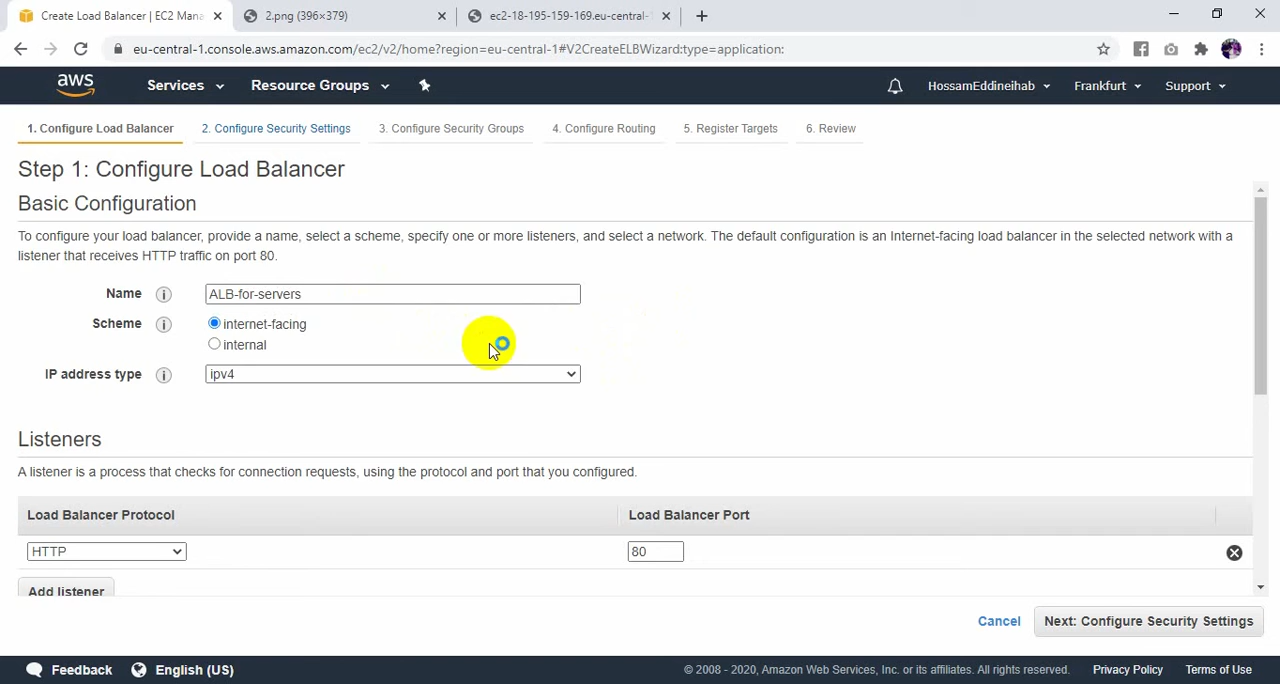 Create Load Balancer | EC2 Mana
2.png (396×379)
ec2-18-195-159-169.eu-central-1
eu-central-1.console.aws.amazon.com/ec2/v2/home?region=eu-central-1#V2CreateELBWizard:type=application:
aws
Services
Resource Groups
HossamEddineihab
Frankfurt
Support
1. Configure Load Balancer
2. Configure Security Settings
3. Configure Security Groups
4. Configure Routing
5. Register Targets
6. Review
Step 1: Configure Load Balancer
Basic Configuration
To configure your load balancer, provide a name, select a scheme, specify one or more listeners, and select a network. The default configuration is an Internet-facing load balancer in the selected network with a
listener that receives HTTP traffic on port 80.
Name
ALB-for-servers
Scheme
internet-facing
internal
IP address type
ipv4
Listeners
A listener is a process that checks for connection requests, using the protocol and port that you configured.
Load Balancer Protocol
Load Balancer Port
HTTP
80
Add listener
Cancel
Next: Configure Security Settings
Feedback
English (US)
© 2008 - 2020, Amazon Web Services, Inc. or its affiliates. All rights reserved.
Privacy Policy
Terms of Use